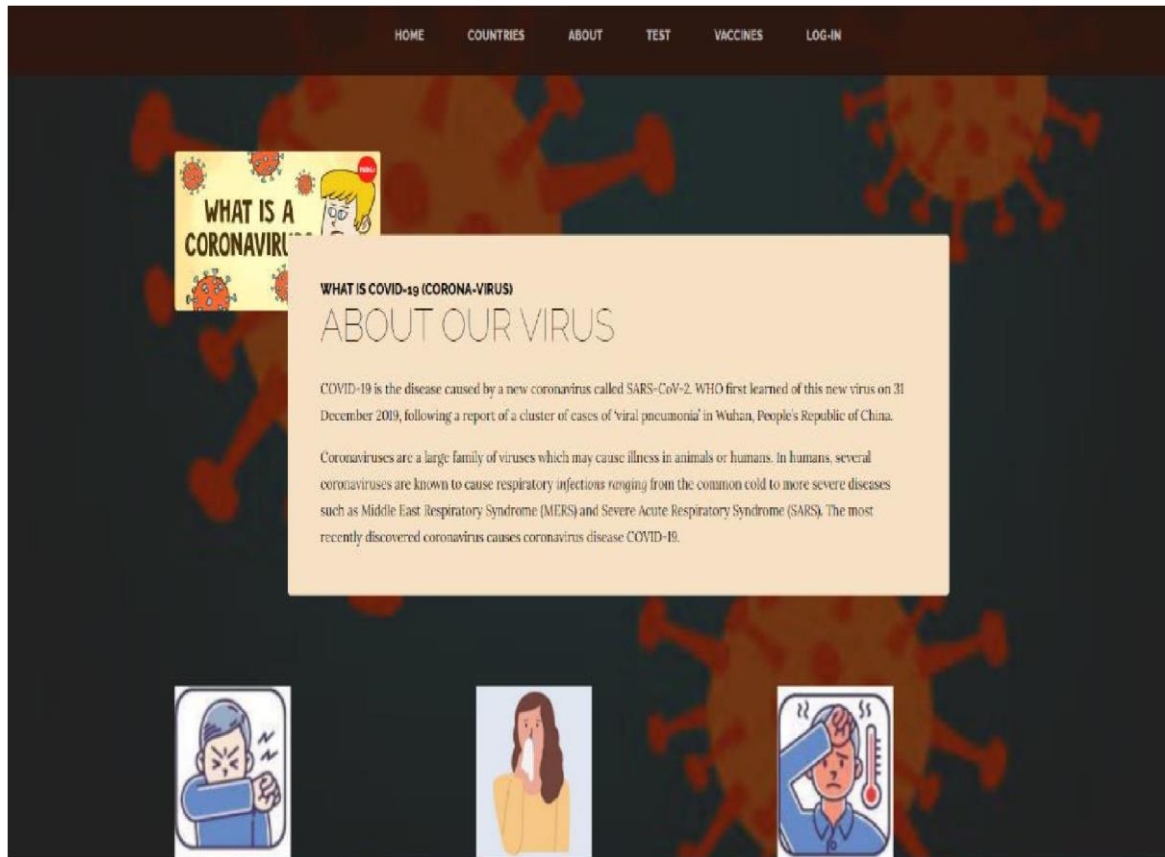 HOME COUNTRIES ABOUT TEST VACCINES LOG-IN
WHAT IS A
CORONAVIRU
WHAT IS COVID-19 (CORONA-VIRUS)
ABOUT OUR VIRUS
COVID-19 is the disease caused by a new coronavirus called SARS-CoV-2. WHO first learned of this new virus on 31
December 2019, following a report of a cluster of cases of ‘viral pneumonia’ in Wuhan, People’s Republic of China.
Coronaviruses are a large family of viruses which may cause illness in animals or humans. In humans, several
coronaviruses are known to cause respiratory infections ranging from the common cold to more severe diseases
such as Middle East Respiratory Syndrome (MERS) and Severe Acute Respiratory Syndrome (SARS). The most
recently discovered coronavirus causes coronavirus disease COVID-19.